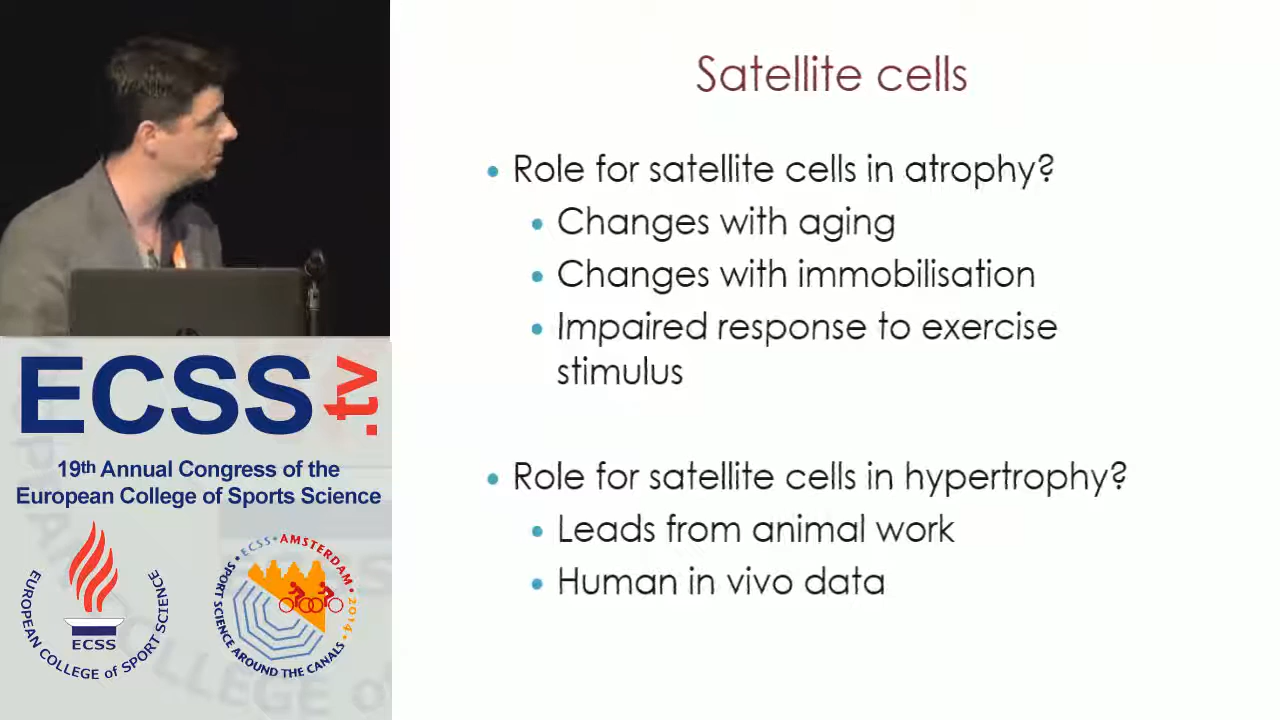 Satellite cells
• Role for satellite cells in atrophy?
• Changes with aging
• Changes with immobilisation
• Impaired response to exercise
stimulus
• Role for satellite cells in hypertrophy?
• Leads from animal work
• Human in vivo data
ECSS.tv
19th Annual Congress of the
European College of Sports Science
EUROPEAN COLLEGE of SPORT SCIENCE
ECSS
SPORT SCIENCE AROUND THE CANALS
• ECSS • AMSTERDAM 2014 •